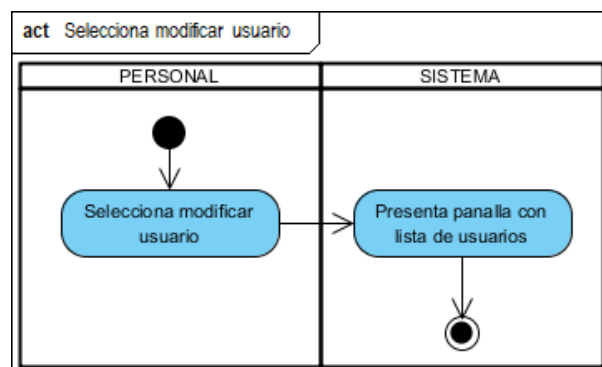 act Selecciona modificar usuario
PERSONAL
SISTEMA
Selecciona modificar
usuario
Presenta panalla con
lista de usuarios